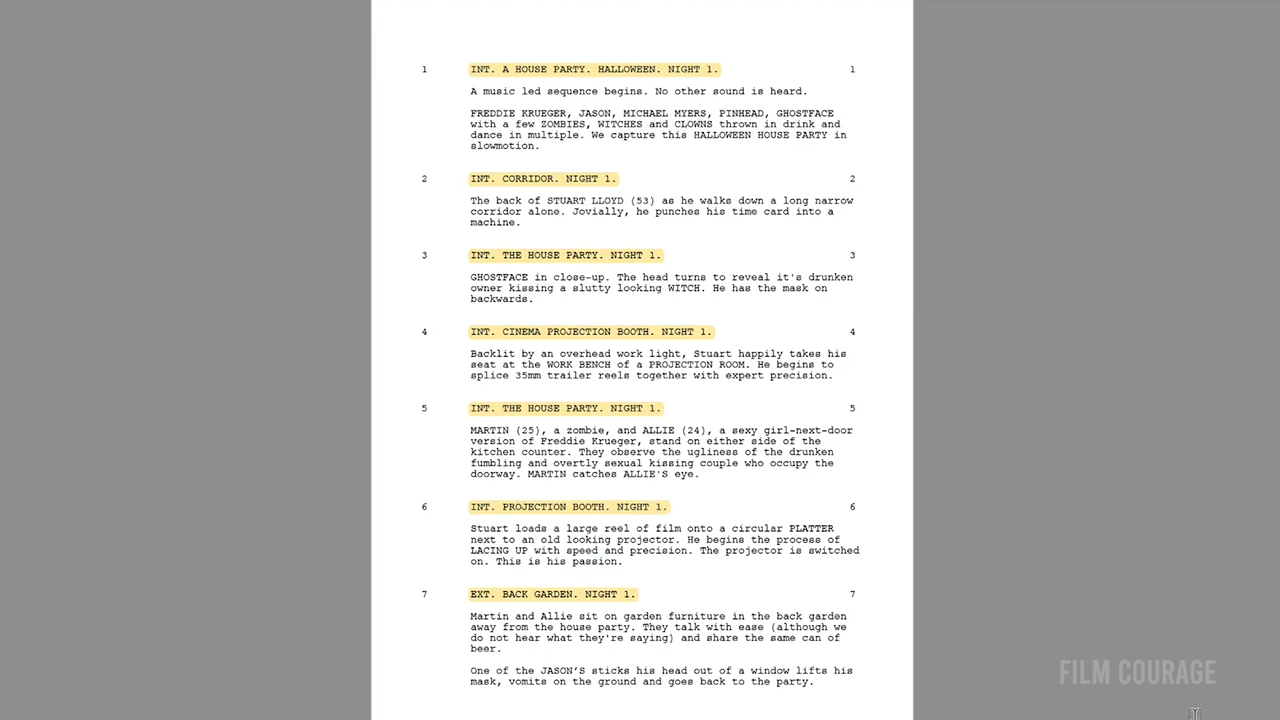 1 INT. A HOUSE PARTY. HALLOWEEN. NIGHT 1. 1
A music led sequence begins. No other sound is heard.
FREDDIE KRUEGER, JASON, MICHAEL MYERS, PINHEAD, GHOSTFACE
with a few ZOMBIES, WITCHES and CLOWNS thrown in drink and
dance in multiple. We capture this HALLOWEEN HOUSE PARTY in
slowmotion.
2 INT. CORRIDOR. NIGHT 1. 2
The back of STUART LLOYD (53) as he walks down a long narrow
corridor alone. Jovially, he punches his time card into a
machine.
3 INT. THE HOUSE PARTY. NIGHT 1. 3
GHOSTFACE in close-up. The head turns to reveal it's drunken
owner kissing a slutty looking WITCH. He has the mask on
backwards.
4 INT. CINEMA PROJECTION BOOTH. NIGHT 1. 4
Backlit by an overhead work light, Stuart happily takes his
seat at the WORK BENCH of a PROJECTION ROOM. He begins to
splice 35mm trailer reels together with expert precision.
5 INT. THE HOUSE PARTY. NIGHT 1. 5
MARTIN (25), a zombie, and ALLIE (24), a sexy girl-next-door
version of Freddie Krueger, stand on either side of the
kitchen counter. They observe the ugliness of the drunken
fumbling and overtly sexual kissing couple who occupy the
doorway. MARTIN catches ALLIE'S eye.
6 INT. PROJECTION BOOTH. NIGHT 1. 6
Stuart loads a large reel of film onto a circular PLATTER
next to an old looking projector. He begins the process of
LACING UP with speed and precision. The projector is switched
on. This is his passion.
7 EXT. BACK GARDEN. NIGHT 1. 7
Martin and Allie sit on garden furniture in the back garden
away from the house party. They talk with ease (although we
do not hear what they're saying) and share the same can of
beer.
One of the JASON'S sticks his head out of a window lifts his
mask, vomits on the ground and goes back to the party.
FILM COURAGE